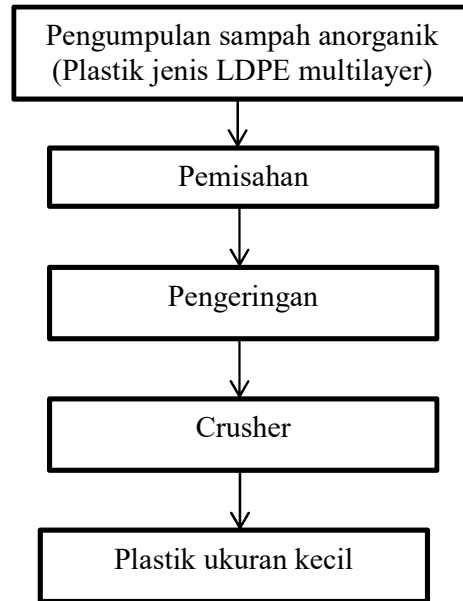 Pengumpulan sampah anorganik
(Plastik jenis LDPE multilayer)
Pemisahan
Pengeringan
Crusher
Plastik ukuran kecil